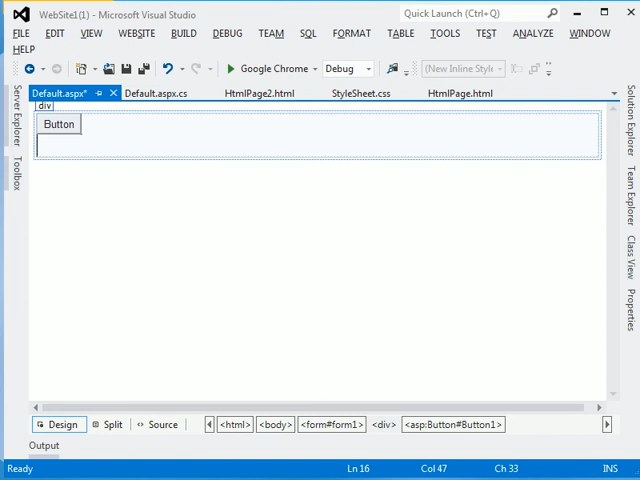 WebSite1(1) - Microsoft Visual Studio
Quick Launch (Ctrl+Q)
FILE EDIT VIEW WEBSITE BUILD DEBUG TEAM SQL FORMAT TABLE TOOLS TEST ANALYZE WINDOW
HELP
Google Chrome Debug (New Inline Style
Default.aspx* Default.aspx.cs HtmlPage2.html StyleSheet.css HtmlPage.html
div
Button
Server Explorer
Toolbox
Solution Explorer
Team Explorer
Class View
Properties
Design Split Source <html> <body> <form#form1> <div> <asp:Button#Button1>
Output
Ready Ln 16 Col 47 Ch 33 INS